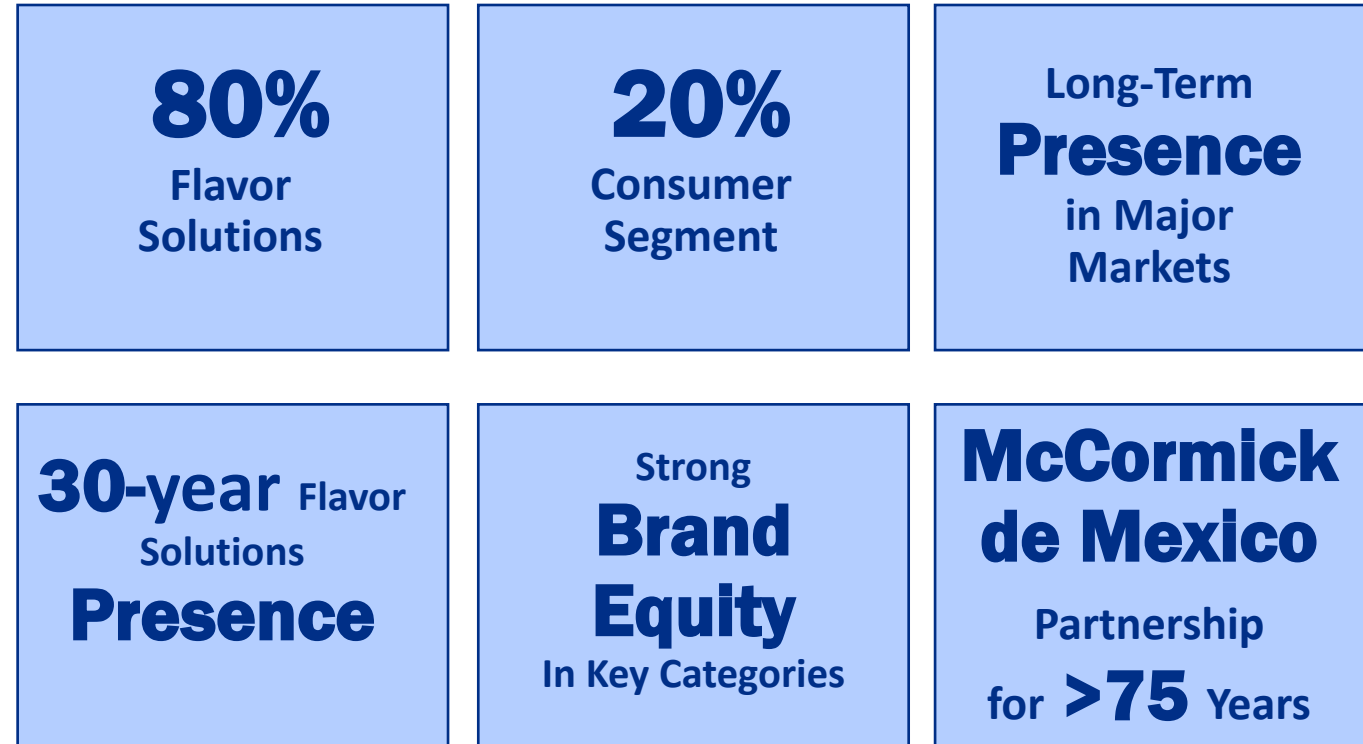 80%
Flavor
Solutions
20%
Consumer
Segment
Long-Term
Presence
in Major
Markets
30-year Flavor
Solutions
Presence
Strong
Brand
Equity
In Key Categories
McCormick
de Mexico
Partnership
for >75 Years